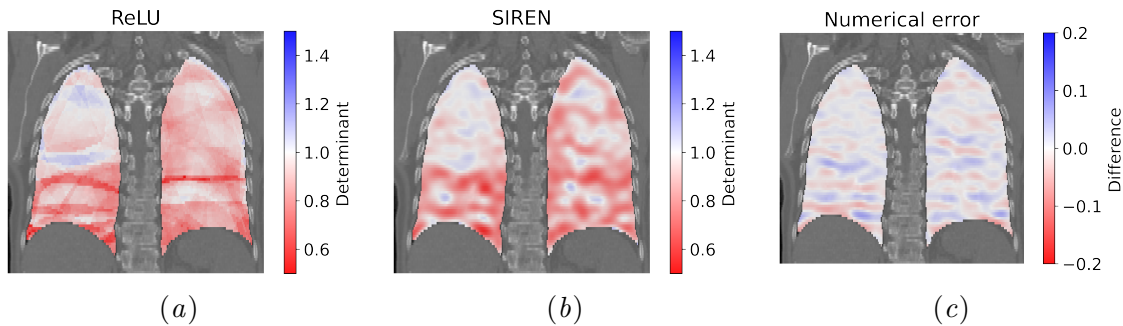 ReLU
1.4
1.2
1.0
0.8
0.6
Determinant
(a)
SIREN
1.4
1.2
1.0
0.8
0.6
Determinant
(b)
Numerical error
0.2
0.1
0.0
−0.1
−0.2
Difference
(c)